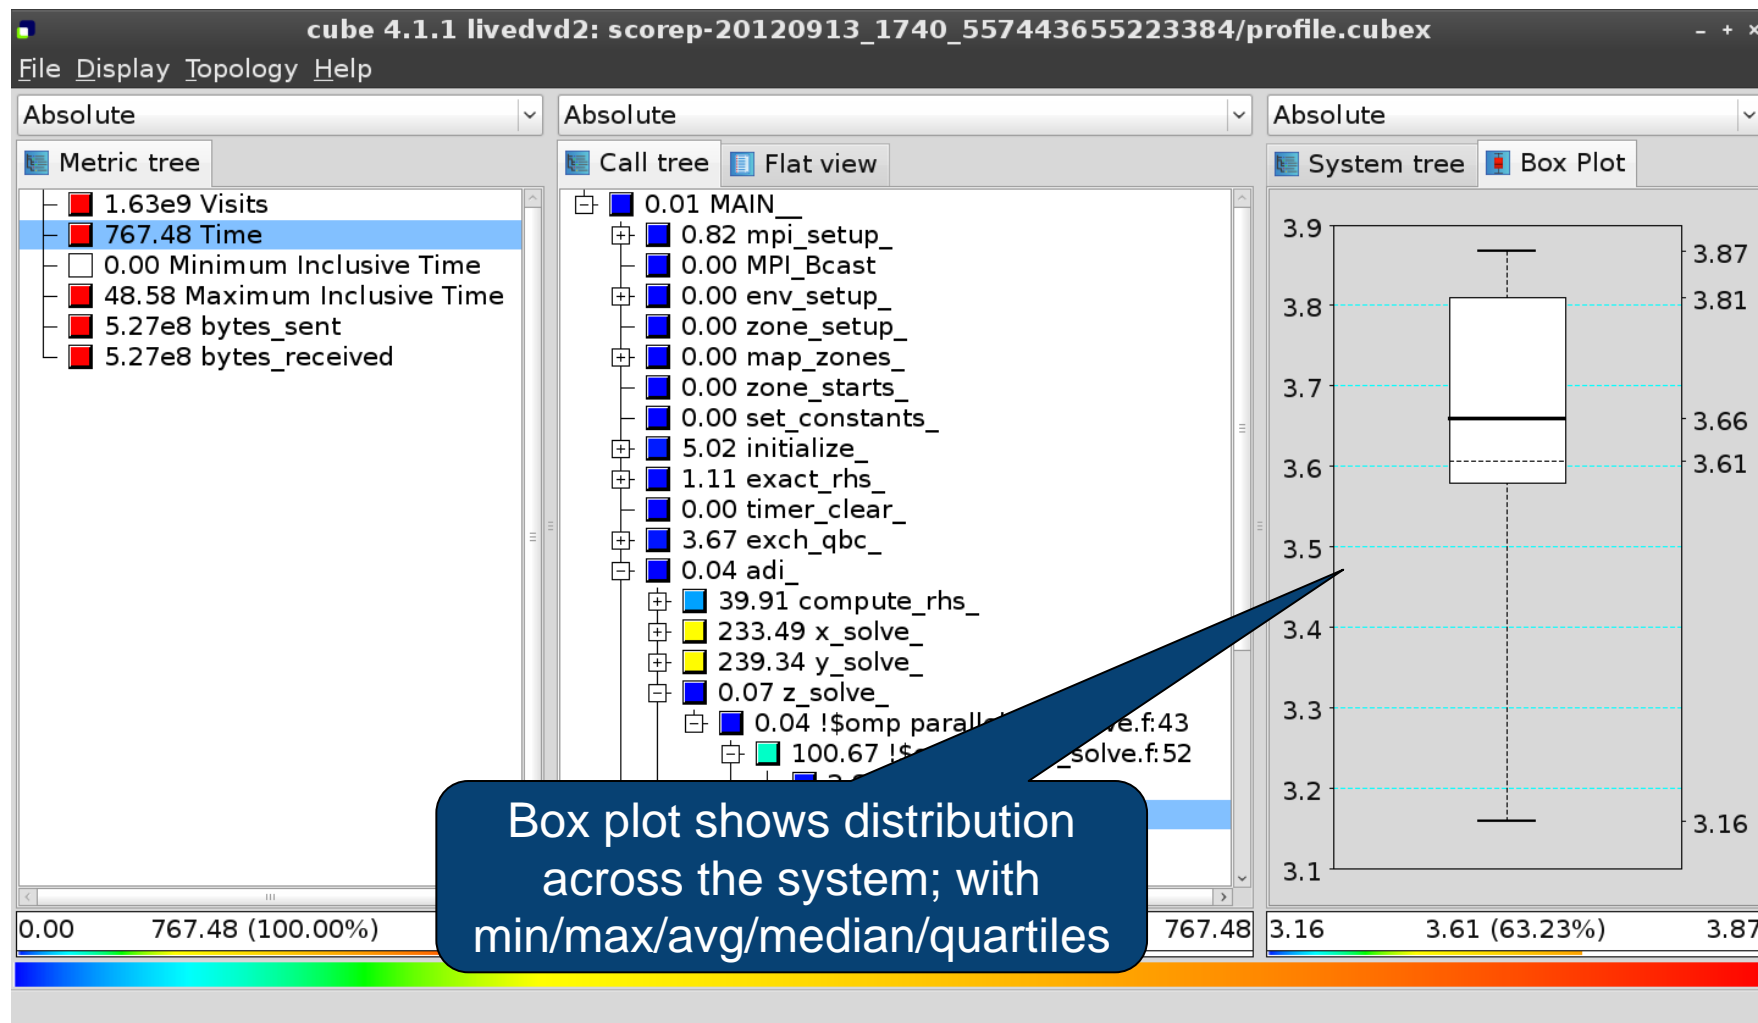 cube 4.1.1 livedvd2: scorep-20120913_1740_557443655223384/profile.cubex
File Display Topology Help
Absolute
Absolute
Absolute
Metric tree
Call tree
Flat view
System tree
Box Plot
1.63e9 Visits
767.48 Time
0.00 Minimum Inclusive Time
48.58 Maximum Inclusive Time
5.27e8 bytes_sent
5.27e8 bytes_received
0.01 MAIN__
0.82 mpi_setup_
0.00 MPI_Bcast
0.00 env_setup_
0.00 zone_setup_
0.00 map_zones_
0.00 zone_starts_
0.00 set_constants_
5.02 initialize_
1.11 exact_rhs_
0.00 timer_clear_
3.67 exch_qbc_
0.04 adi_
39.91 compute_rhs_
233.49 x_solve_
239.34 y_solve_
0.07 z_solve_
0.04 !$omp
100.67
solve.f:52
3.9
3.8
3.7
3.6
3.5
3.4
3.3
3.2
3.1
3.87
3.81
3.66
3.61
3.16
Box plot shows distribution
across the system; with
min/max/avg/median/quartiles
0.00 767.48 (100.00%)
767.48
3.16 3.61 (63.23%) 3.87